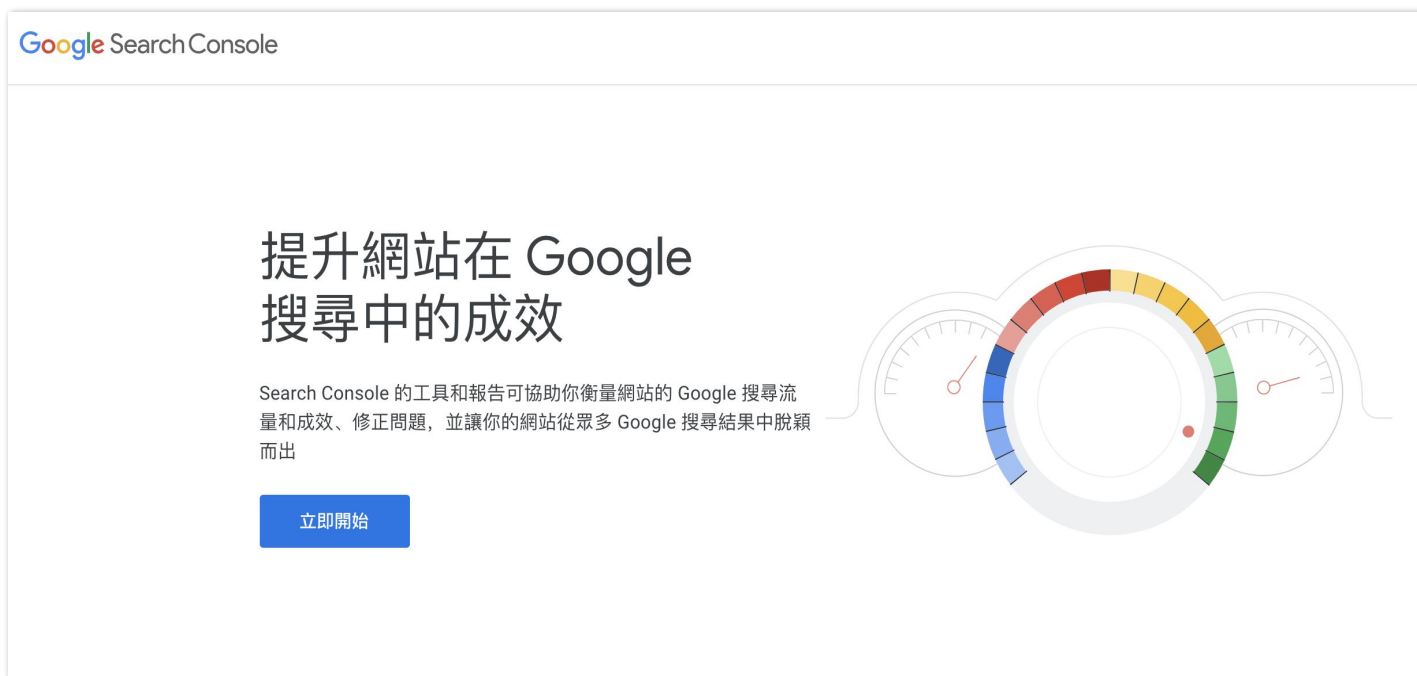 Google Search Console
提升網站在 Google
搜尋中的成效
Search Console 的工具和報告可協助你衡量網站的 Google 搜尋流
量和成效、修正問題，並讓你的網站從眾多 Google 搜尋結果中脫穎
而出
立即開始